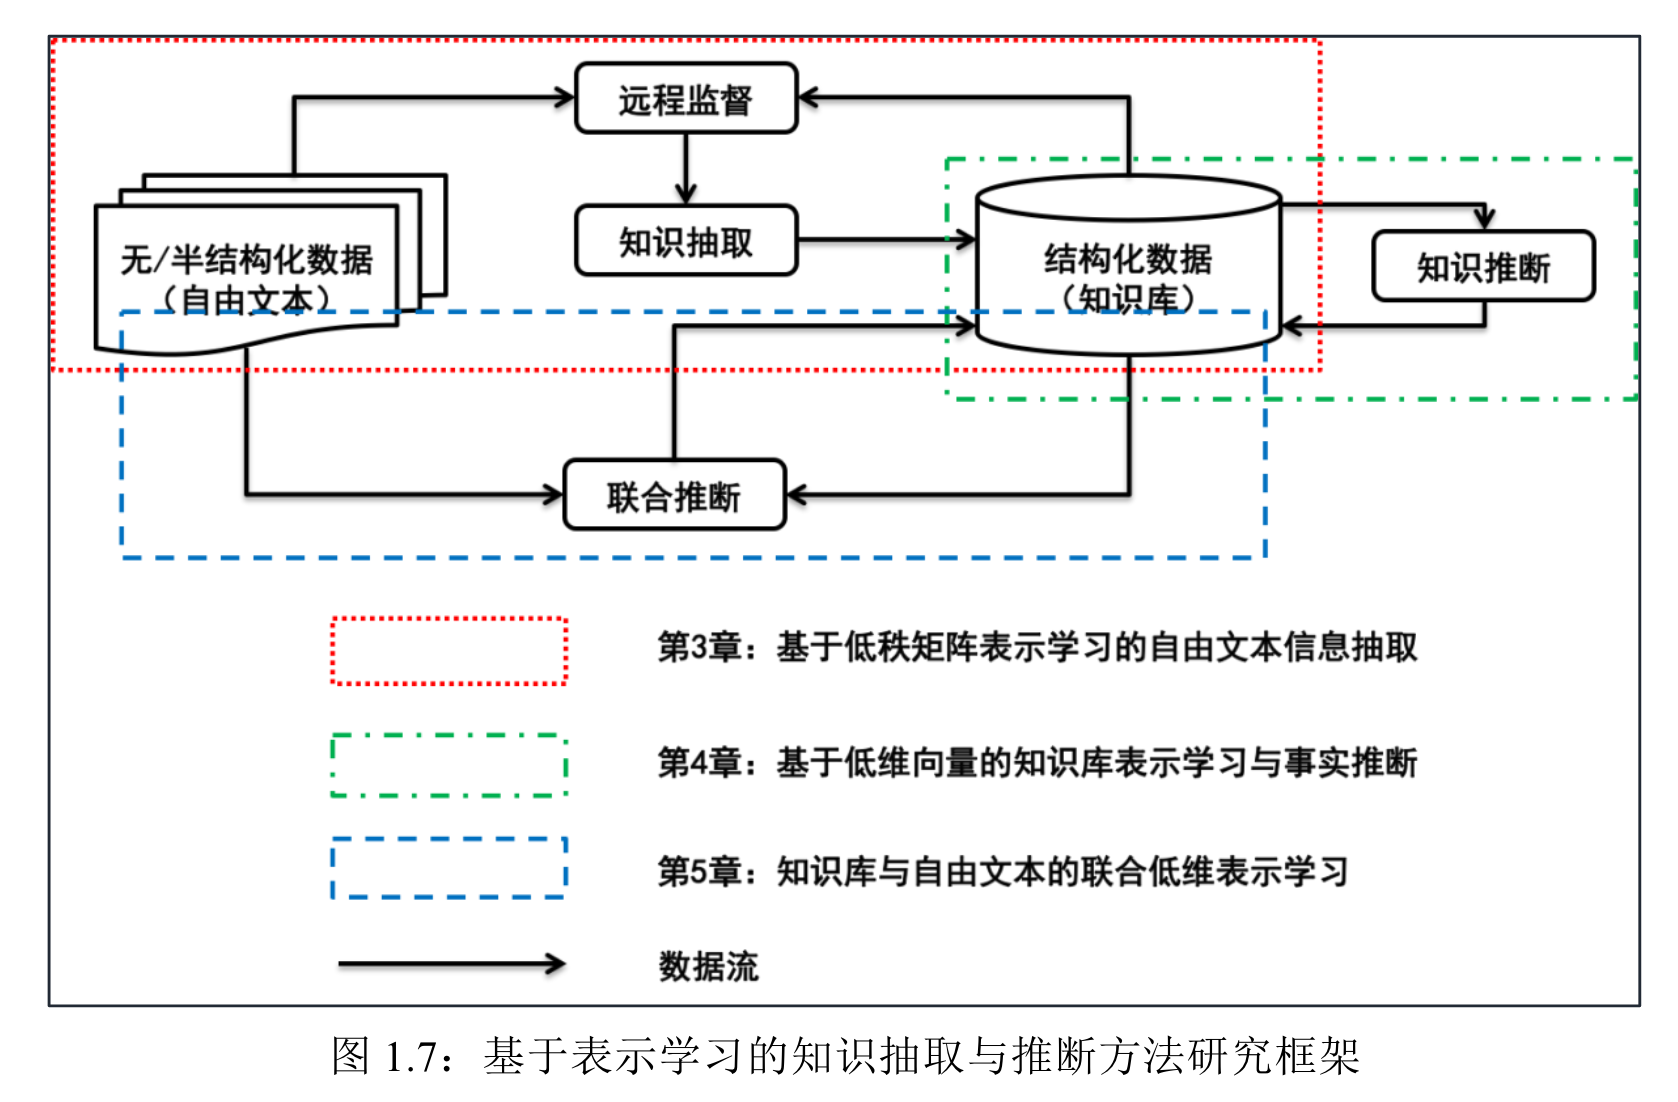 远程监督
知识抽取
无/半结构化数据
（自由文本）
结构化数据
（知识库）
知识推断
联合推断
第3章：基于低秩矩阵表示学习的自由文本信息抽取
第4章：基于低维向量的知识库表示学习与事实推断
第5章：知识库与自由文本的联合低维表示学习
数据流
图 1.7：基于表示学习的知识抽取与推断方法研究框架